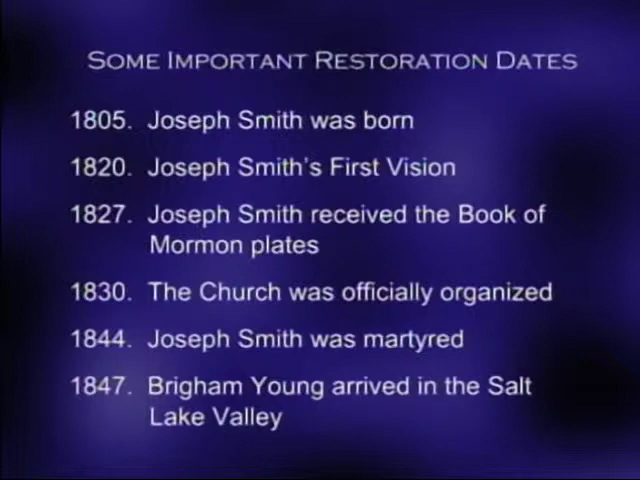 SOME IMPORTANT RESTORATION DATES
1805. Joseph Smith was born
1820. Joseph Smith's First Vision
1827. Joseph Smith received the Book of
Mormon plates
1830. The Church was officially organized
1844. Joseph Smith was martyred
1847. Brigham Young arrived in the Salt
Lake Valley